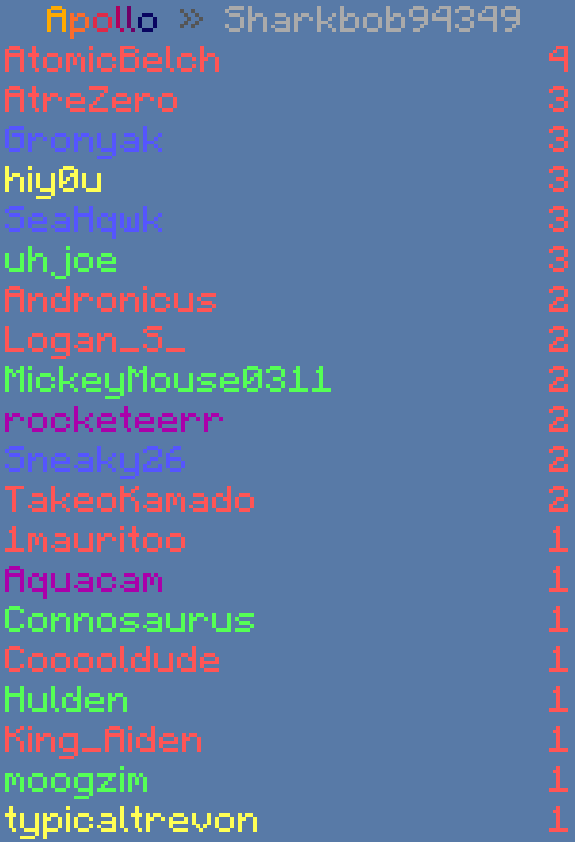 Apollo » Sharkbob94349
AtomicBelch 4
AtreZero 3
Gronyak 3
hiy0u 3
SeaHqwk 3
uh_joe 3
Andronicus 2
Logan_S_ 2
MickeyMouse0311 2
rocketeerr 2
Sneaky26 2
TakeoKamado 2
1mauritoo 1
Aquacam 1
Connosaurus 1
Cooooldude 1
Hulden 1
King_Aiden 1
moogzim 1
typicaltrevon 1